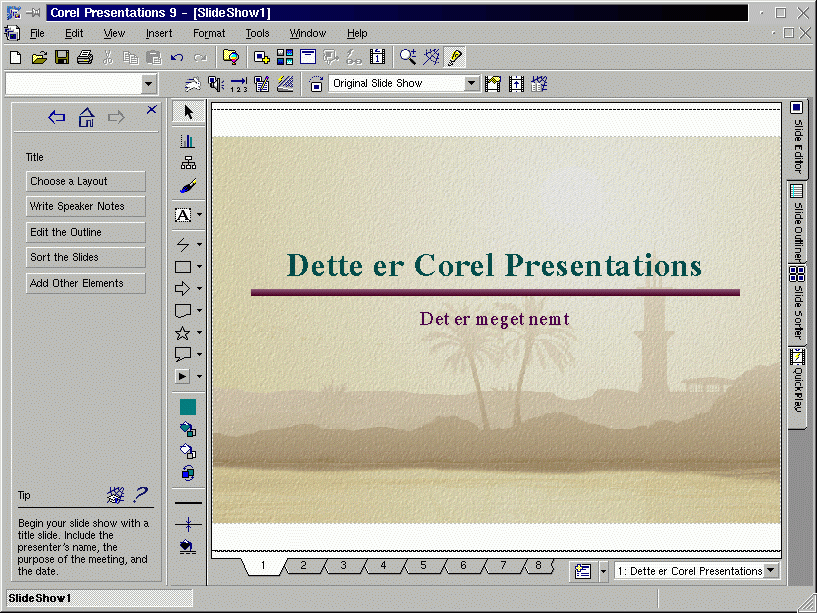 Corel Presentations 9 - [SlideShow1]
File Edit View Insert Format Tools Window Help
1 2 3
Original Slide Show
Title
Choose a Layout
Write Speaker Notes
Edit the Outline
Sort the Slides
Add Other Elements
A
Dette er Corel Presentations
Det er meget nemt
Slide Editor
Slide Outliner
Slide Sorter
QuickPlay
Tip
Begin your slide show with a
title slide. Include the
presenter's name, the
purpose of the meeting, and
the date.
1 2 3 4 5 6 7 8
1: Dette er Corel Presentations
SlideShow1